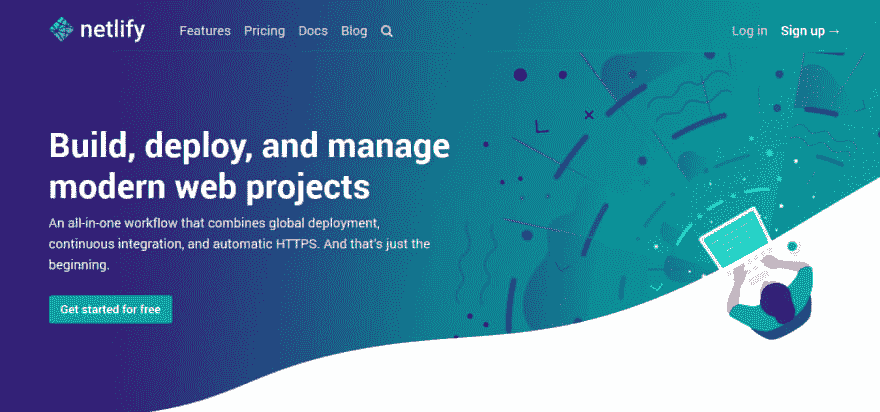 netlify Features Pricing Docs Blog Log in Sign up →
Build, deploy, and manage
modern web projects
An all-in-one workflow that combines global deployment,
continuous integration, and automatic HTTPS. And that's just the
beginning.
Get started for free